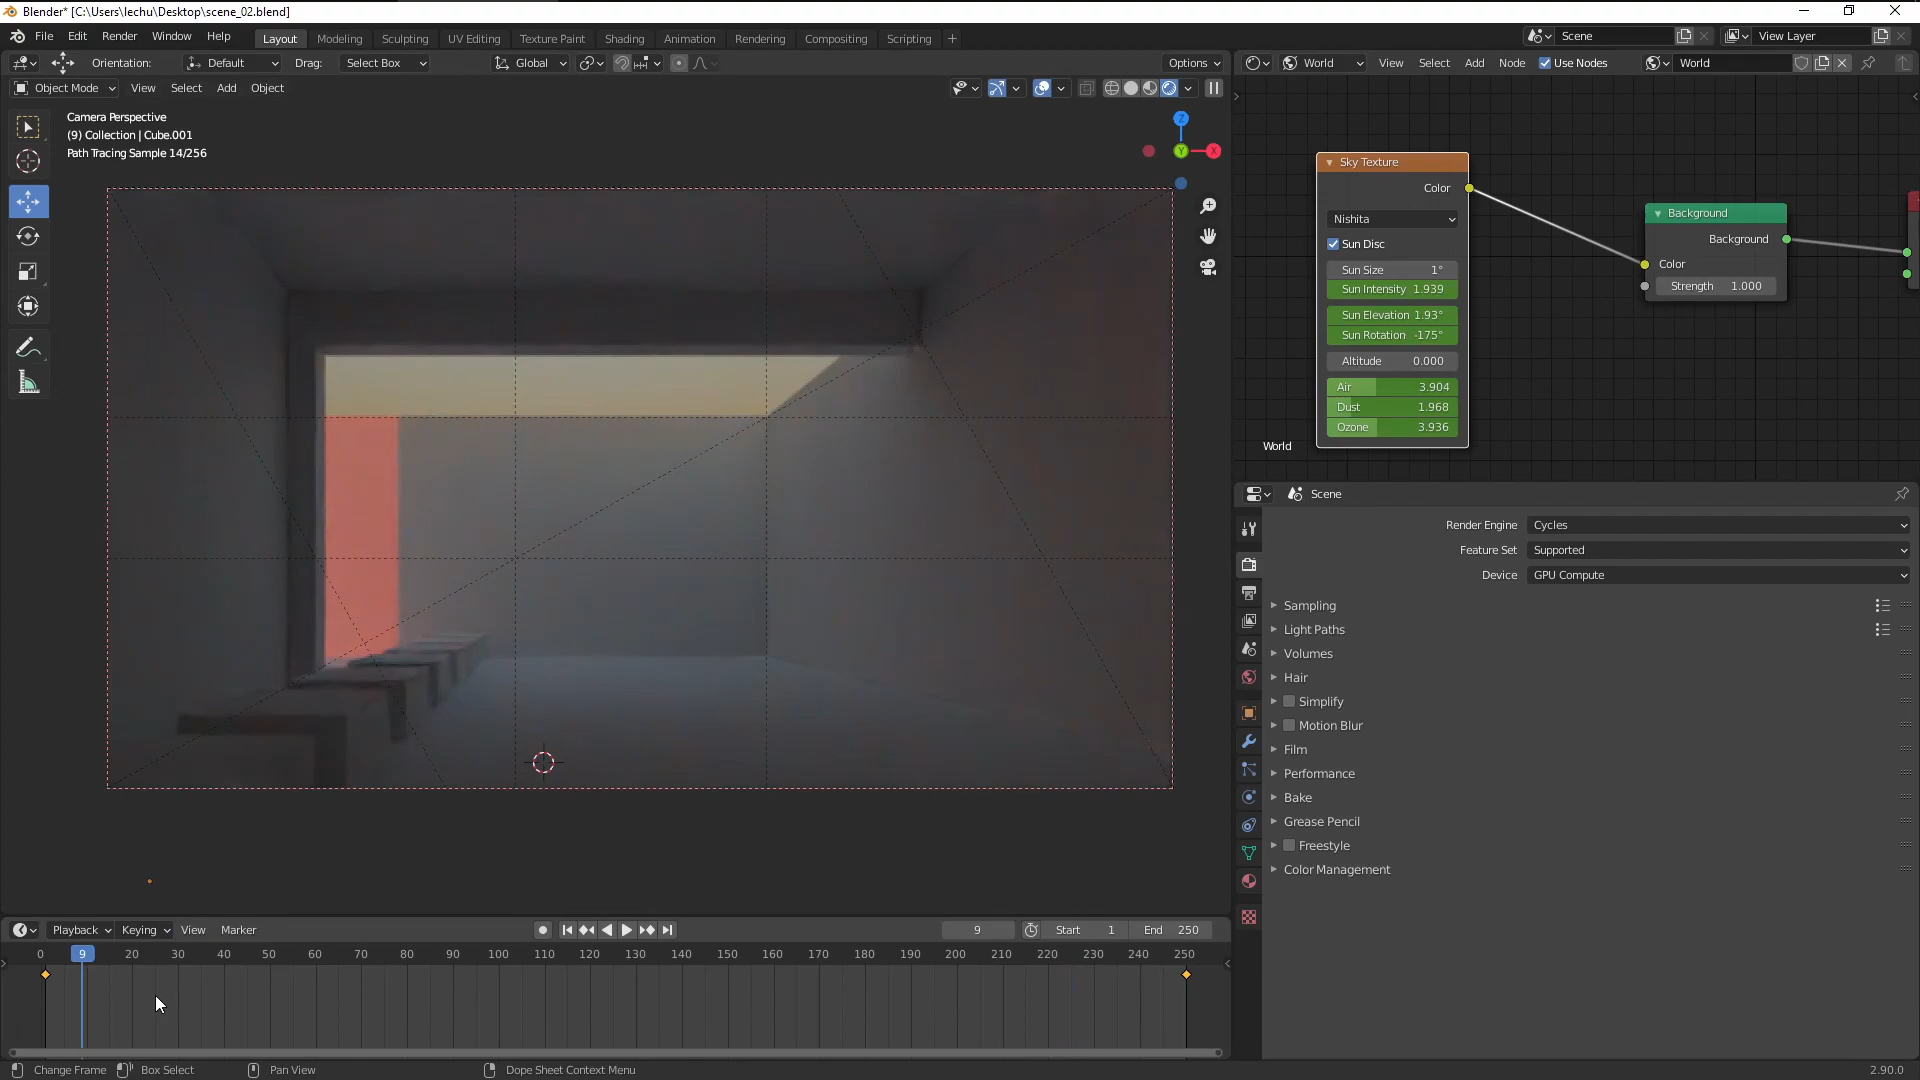 Blender* [C:\Users\lechu\Desktop\scene_02.blend]
File Edit Render Window Help Layout Modeling Sculpting UV Editing Texture Paint Shading Animation Rendering Compositing Scripting + Scene View Layer
Orientation: Default Drag: Select Box Global Options World View Select Add Node Use Nodes World
Object Mode View Select Add Object
Camera Perspective
(9) Collection | Cube.001
Path Tracing Sample 14/256
Z
Y
X
Sky Texture
Color
Nishita
Sun Disc
Sun Size 1°
Sun Intensity 1.939
Sun Elevation 1.93°
Sun Rotation -175°
Altitude 0.000
Air 3.904
Dust 1.968
Ozone 3.936
Background
Background
Color
Strength 1.000
World
Scene
Render Engine Cycles
Feature Set Supported
Device GPU Compute
Sampling
Light Paths
Volumes
Hair
Simplify
Motion Blur
Film
Performance
Bake
Grease Pencil
Freestyle
Color Management
Playback Keying View Marker 9 Start 1 End 250
0 9 20 30 40 50 60 70 80 90 100 110 120 130 140 150 160 170 180 190 200 210 220 230 240 250
Change Frame Box Select Pan View Dope Sheet Context Menu 2.90.0